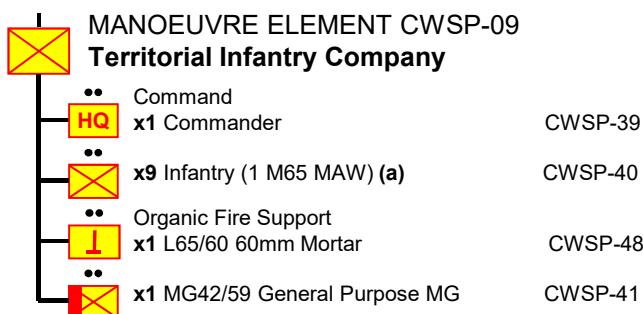 MANOEUVRE ELEMENT CWSP-09
Territorial Infantry Company
Command
HQ x1 Commander CWSP-39
x9 Infantry (1 M65 MAW) (a) CWSP-40
Organic Fire Support
x1 L65/60 60mm Mortar CWSP-48
x1 MG42/59 General Purpose MG CWSP-41